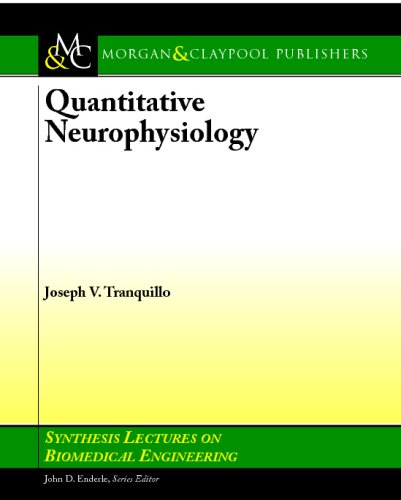 M
&C
MORGAN&CLAYPOOL PUBLISHERS
Quantitative
Neurophysiology
Joseph V. Tranquillo
SYNTHESIS LECTURES ON
BIOMEDICAL ENGINEERING
John D. Enderle, Series Editor